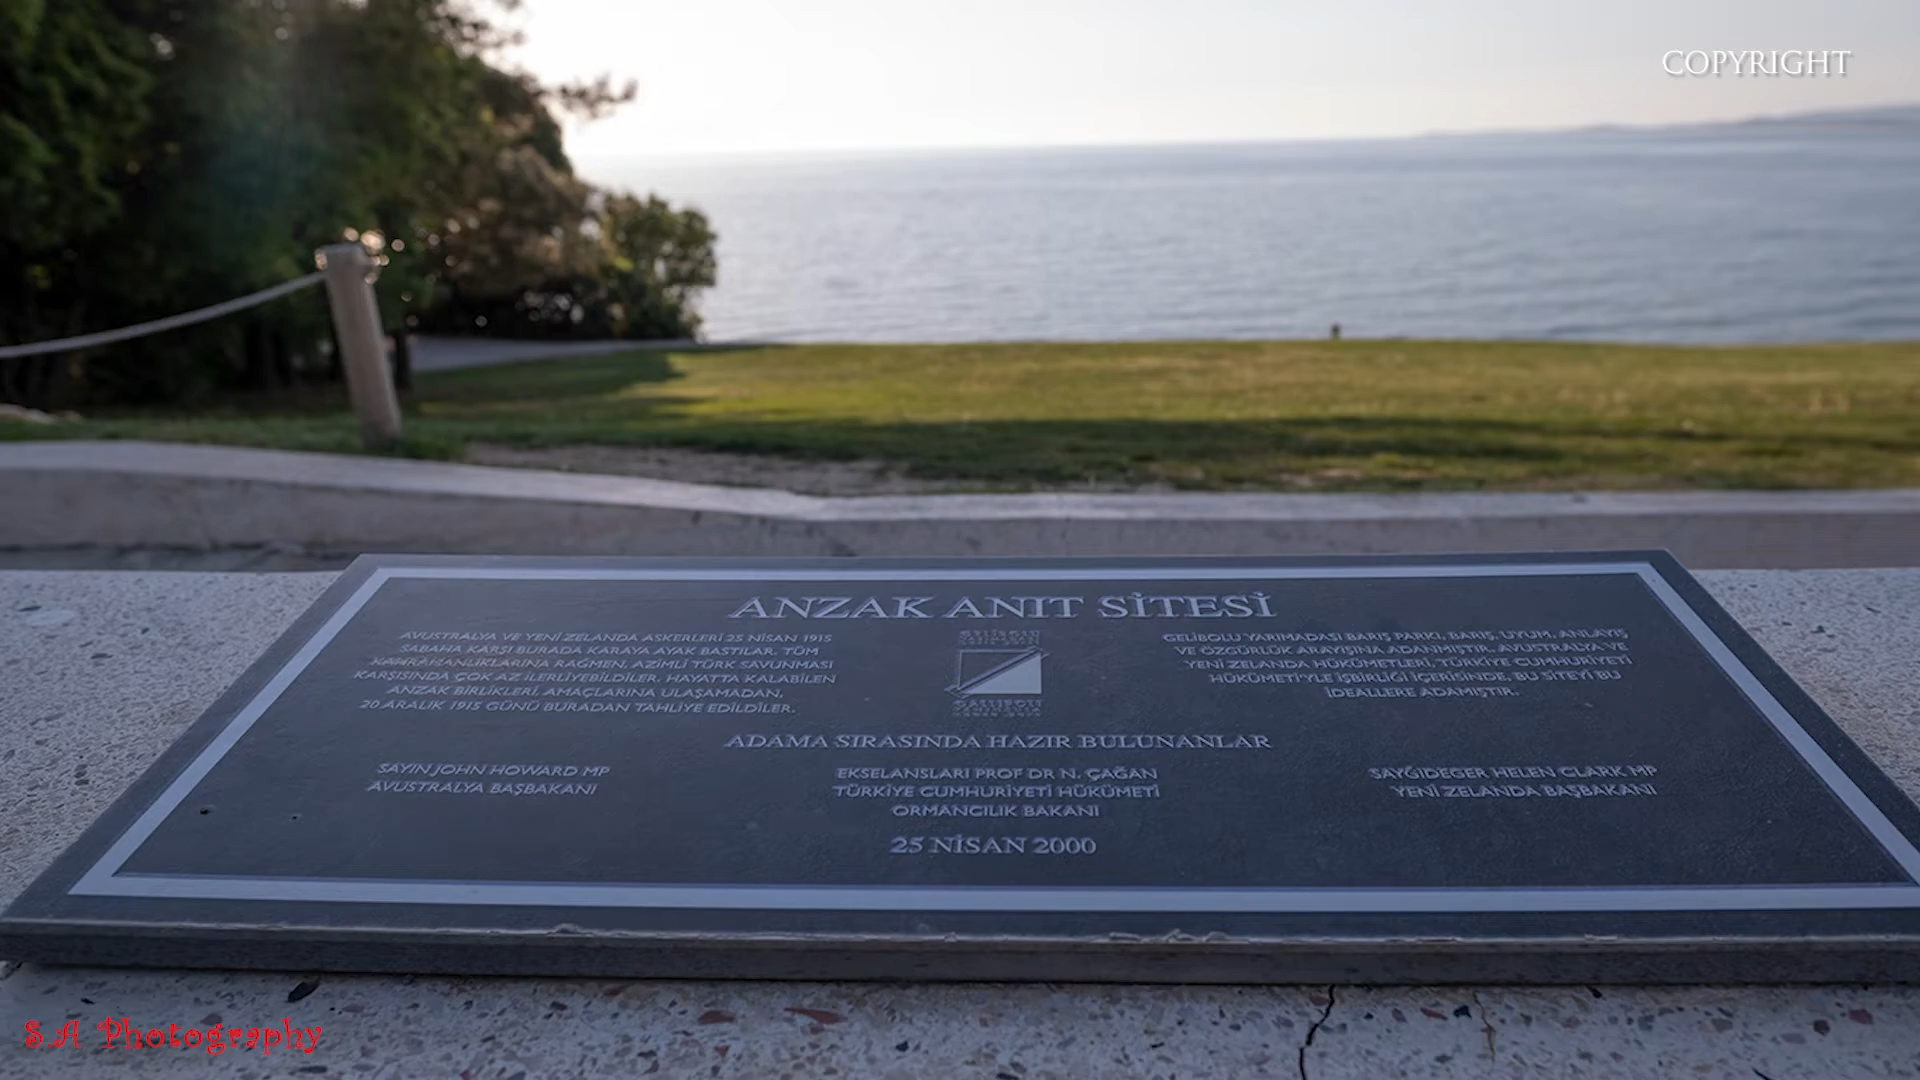 COPYRIGHT
ANZAK ANIT SİTESİ
AVUSTRALYA VE YENİ ZELANDA ASKERLERİ 25 NİSAN 1915
SABAHA KARŞI BURADA KARAYA AYAK BASTILAR. TÜM
KAHRAMANLIKLARINA RAĞMEN, AZİMLİ TÜRK SAVUNMASI
KARŞISINDA ÇOK AZ İLERLİYEBİLDİLER. HAYATTA KALABİLEN
ANZAK BİRLİKLERİ, AMAÇLARINA ULAŞAMADAN,
20 ARALIK 1915 GÜNÜ BURADAN TAHLİYE EDİLDİLER.
GELİBOLU
GELİBOLU YARIMADASI BARIŞ PARKI, BARIŞ, UYUM, ANLAYIŞ
VE ÖZGÜRLÜK ARAYIŞINA ADANMIŞTIR. AVUSTRALYA VE
YENİ ZELANDA HÜKÜMETLERİ, TÜRKİYE CUMHURİYETİ
HÜKÜMETİ'YLE İŞBİRLİĞİ İÇERİSİNDE, BU SİTEYİ BU
İDEALLERE ADAMIŞTIR.
GALLIPOLI
ADAMA SIRASINDA HAZIR BULUNANLAR
SAYIN JOHN HOWARD MP
AVUSTRALYA BAŞBAKANI
EKSELANSLARI PROF DR N. ÇAĞAN
TÜRKİYE CUMHURİYETİ HÜKÜMETİ
ORMANCILIK BAKANI
SAYĞIDEGER HELEN CLARK MP
YENİ ZELANDA BAŞBAKANI
25 NİSAN 2000
S.A Photography